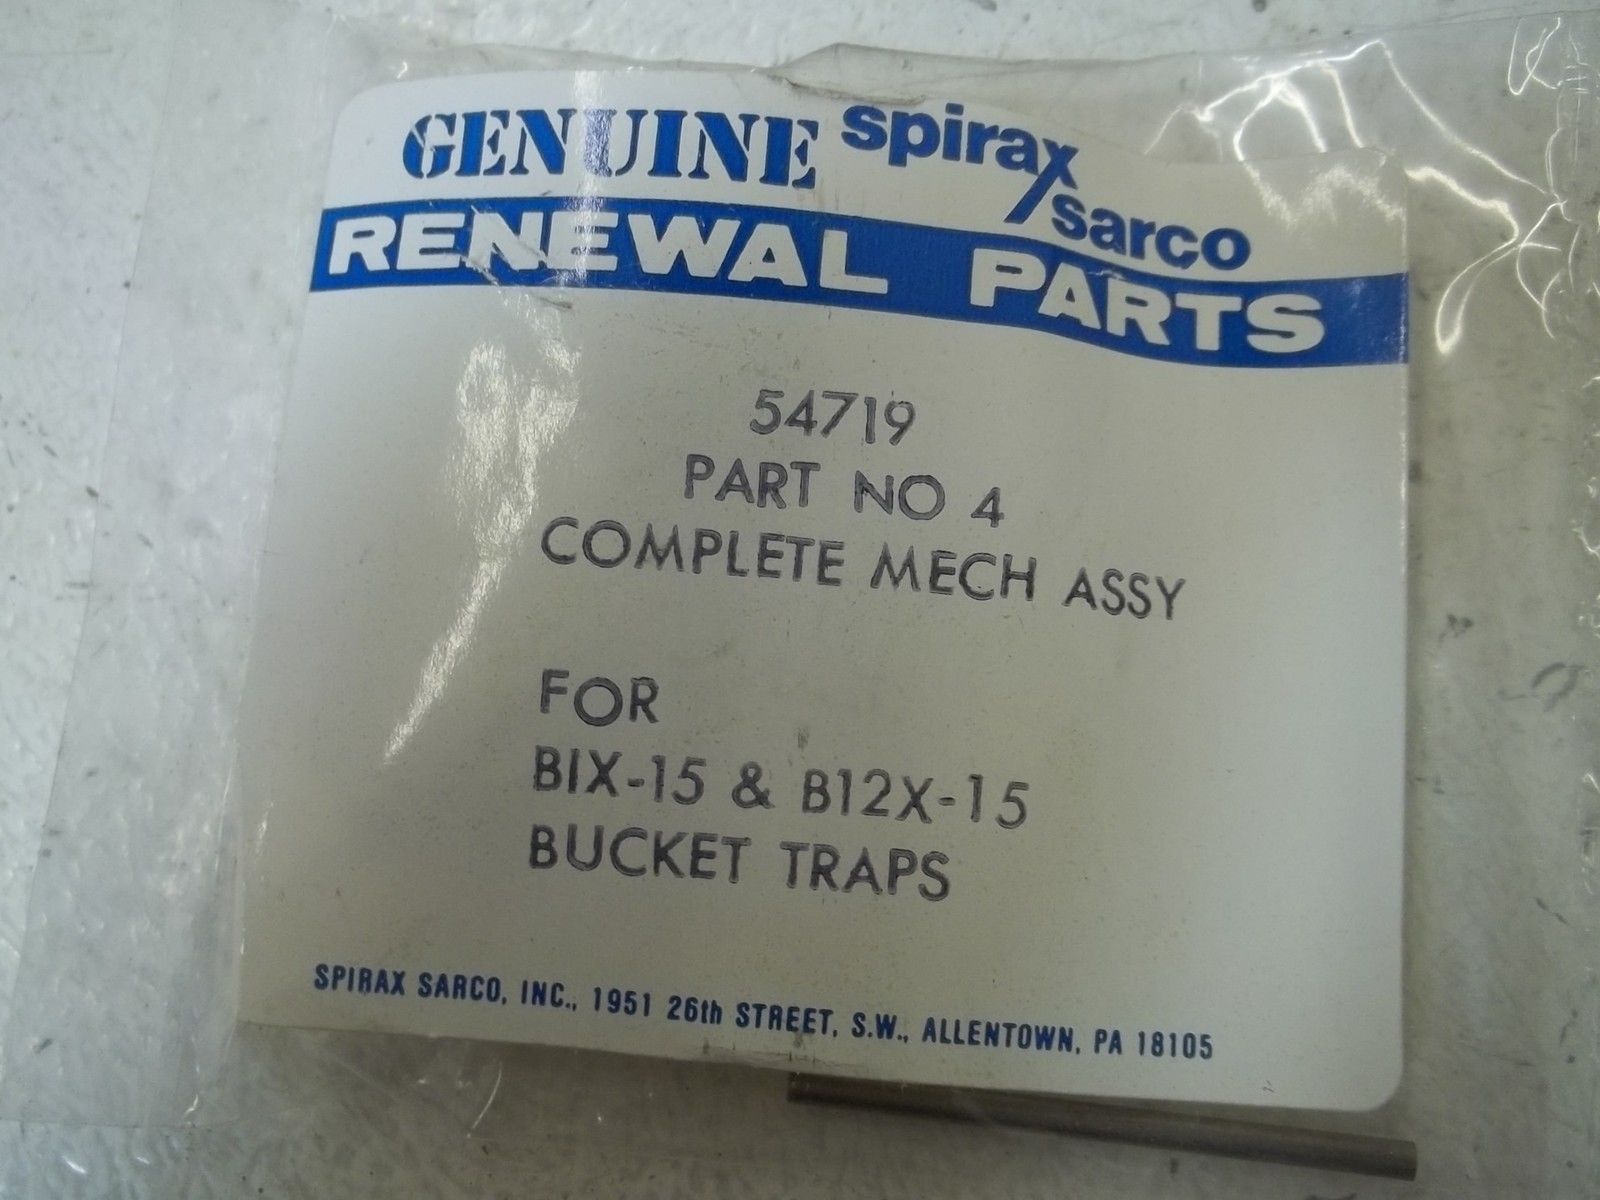 GENUINE spirax/sarco
RENEWAL PARTS
54719
PART NO 4
COMPLETE MECH ASSY
FOR
B1X-15 & B12X-15
BUCKET TRAPS
SPIRAX SARCO, INC., 1951 26th STREET, S.W., ALLENTOWN, PA 18105